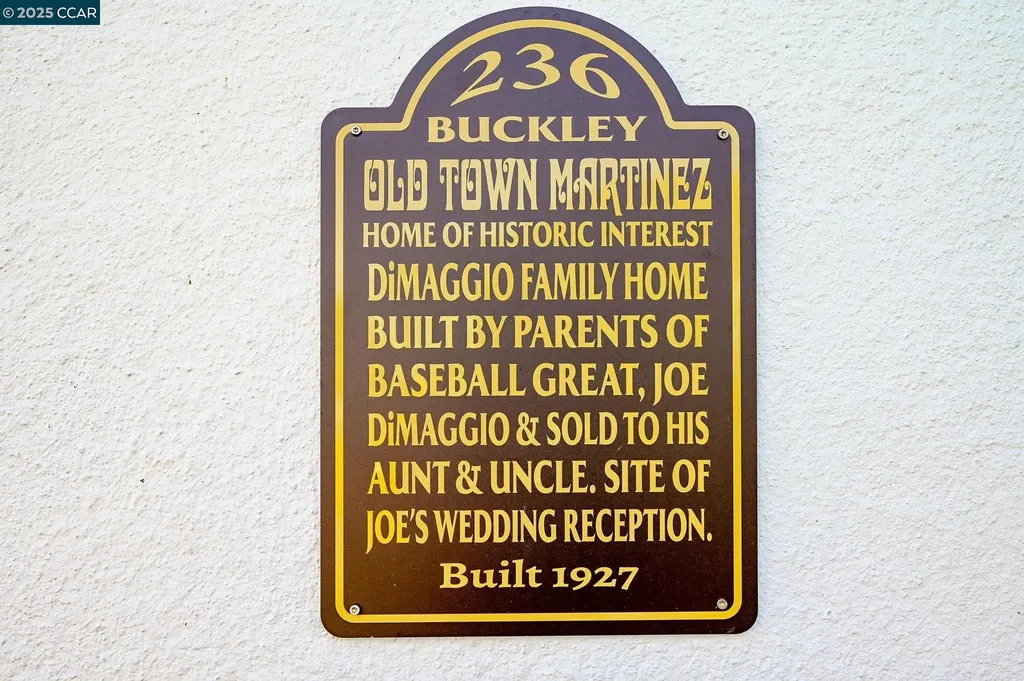 © 2025 CCAR
236
BUCKLEY
OLD TOWN MARTINEZ
HOME OF HISTORIC INTEREST
DiMAGGIO FAMILY HOME
BUILT BY PARENTS OF
BASEBALL GREAT, JOE
DiMAGGIO & SOLD TO HIS
AUNT & UNCLE. SITE OF
JOE'S WEDDING RECEPTION.
Built 1927